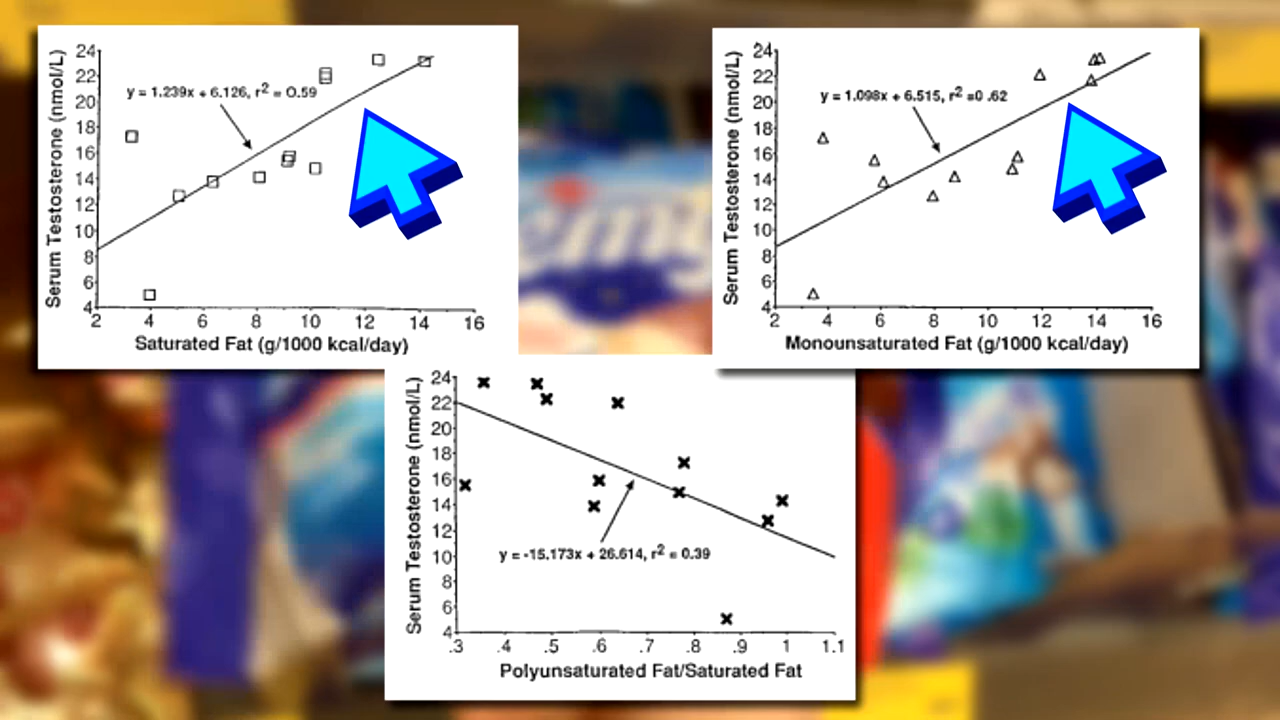 Serum Testosterone (nmol/L)
24
22
20
18
16
14
12
10
8
6
4
y = 1.239x + 6.126, r² = 0.59
2 4 6 8 10 12 14 16
Saturated Fat (g/1000 kcal/day)
Serum Testosterone (nmol/L)
24
22
20
18
16
14
12
10
8
6
4
y = 1.098x + 6.515, r² =0 .62
2 4 6 8 10 12 14 16
Monounsaturated Fat (g/1000 kcal/day)
Serum Testosterone (nmol/L)
24
22
20
18
16
14
12
10
8
6
4
y = -15.173x + 26.614, r² = 0.39
.3 .4 .5 .6 .7 .8 .9 1 1.1
Polyunsaturated Fat/Saturated Fat